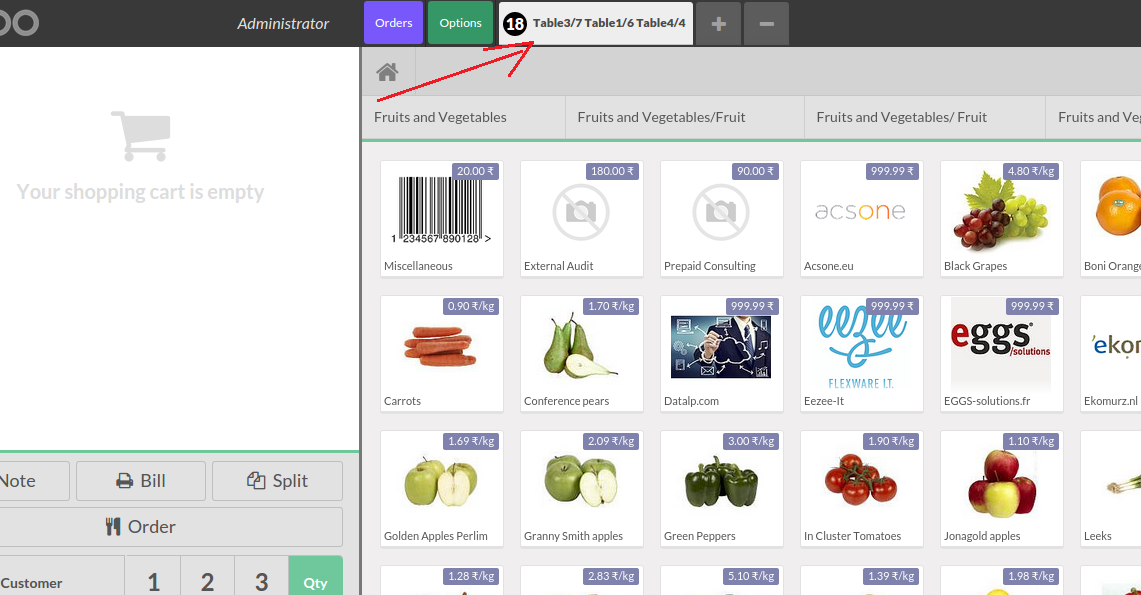 Administrator
Orders
Options
18 Table3/7 Table1/6 Table4/4
Your shopping cart is empty
Fruits and Vegetables
Fruits and Vegetables/Fruit
Fruits and Vegetables/ Fruit
Fruits and Veg
20.00 ₹
180.00 ₹
90.00 ₹
999.99 ₹
4.80 ₹/kg
1 234567 890128 >
acsone
Miscellaneous
External Audit
Prepaid Consulting
Acsone.eu
Black Grapes
Boni Orange
0.90 ₹/kg
1.70 ₹/kg
999.99 ₹
999.99 ₹
999.99 ₹
eezee
FLEXWARE I.T.
eggs®
/solutions
'ekor
Carrots
Conference pears
Datalp.com
Eezee-It
EGGS-solutions.fr
Ekomurz.nl
1.69 ₹/kg
2.09 ₹/kg
3.00 ₹/kg
1.90 ₹/kg
1.10 ₹/kg
Golden Apples Perlim
Granny Smith apples
Green Peppers
In Cluster Tomatoes
Jonagold apples
Leeks
1.28 ₹/kg
2.83 ₹/kg
5.10 ₹/kg
1.39 ₹/kg
1.98 ₹/kg
Note
Bill
Split
Order
Customer
1
2
3
Qty